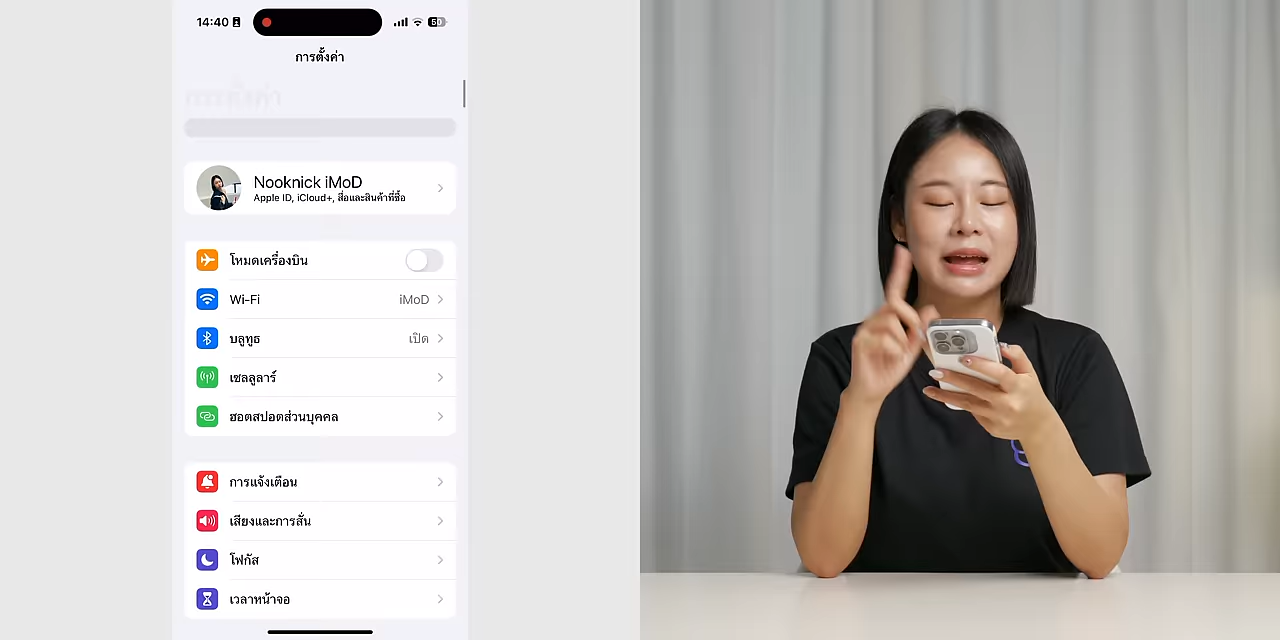 14:40
50
การตั้งค่า
Nooknick iMoD
Apple ID, iCloud+, สื่อและสินค้าที่ซื้อ
โหมดเครื่องบิน
Wi-Fi
iMoD
บลูทูธ
เปิด
เซลลูลาร์
ฮอตสปอตส่วนบุคคล
การแจ้งเตือน
เสียงและการสั่น
โฟกัส
เวลาหน้าจอ